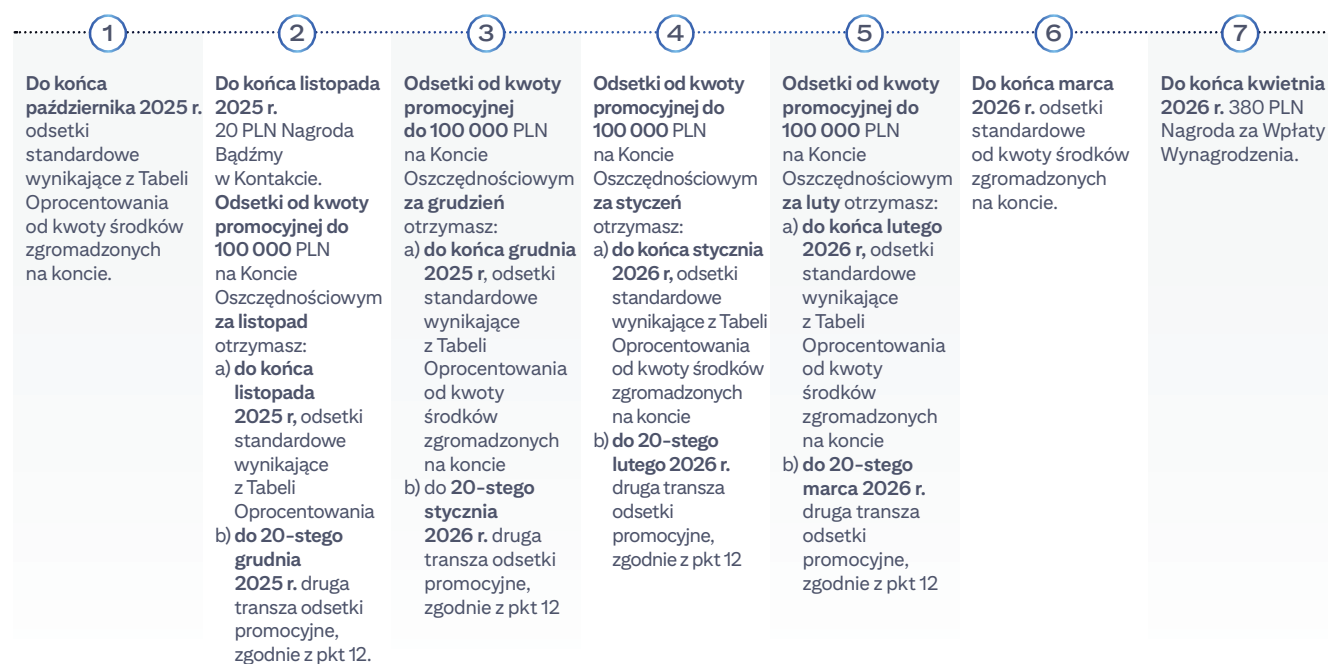 1
Do końca
października 2025 r.
odsetki
standardowe
wynikające z Tabeli
Oprocentowania
od kwoty środków
zgromadzonych
na koncie.
2
Do końca listopada
2025 r.
20 PLN Nagroda
Bądźmy
w Kontakcie.
Odsetki od kwoty
promocyjnej do
100 000 PLN
na Koncie
Oszczędnościowym
za listopad
otrzymasz:
a) do końca
listopada
2025 r, odsetki
standardowe
wynikające
z Tabeli
Oprocentowania
b) do 20-stego
grudnia
2025 r. druga
transza odsetki
promocyjne,
zgodnie z pkt 12.
3
Odsetki od kwoty
promocyjnej
do 100 000 PLN
na Koncie
Oszczędnościowym
za grudzień
otrzymasz:
a) do końca grudnia
2025 r, odsetki
standardowe
wynikające
z Tabeli
Oprocentowania
od kwoty
środków
zgromadzonych
na koncie
b) do 20-stego
stycznia
2026 r. druga
transza odsetki
promocyjne,
zgodnie z pkt 12
4
Odsetki od kwoty
promocyjnej do
100 000 PLN
na Koncie
Oszczędnościowym
za styczeń
otrzymasz:
a) do końca stycznia
2026 r, odsetki
standardowe
wynikające z Tabeli
Oprocentowania
od kwoty środków
zgromadzonych
na koncie
b) do 20-stego
lutego 2026 r.
druga transza
odsetki
promocyjne,
zgodnie z pkt 12
5
Odsetki od kwoty
promocyjnej do
100 000 PLN
na Koncie
Oszczędnościowym
za luty otrzymasz:
a) do końca lutego
2026 r, odsetki
standardowe
wynikające
z Tabeli
Oprocentowania
od kwoty
środków
zgromadzonych
na koncie
b) do 20-stego
marca 2026 r.
druga transza
odsetki
promocyjne,
zgodnie z pkt 12
6
Do końca marca
2026 r. odsetki
standardowe
od kwoty środków
zgromadzonych
na koncie.
7
Do końca kwietnia
2026 r. 380 PLN
Nagroda za Wpłaty
Wynagrodzenia.